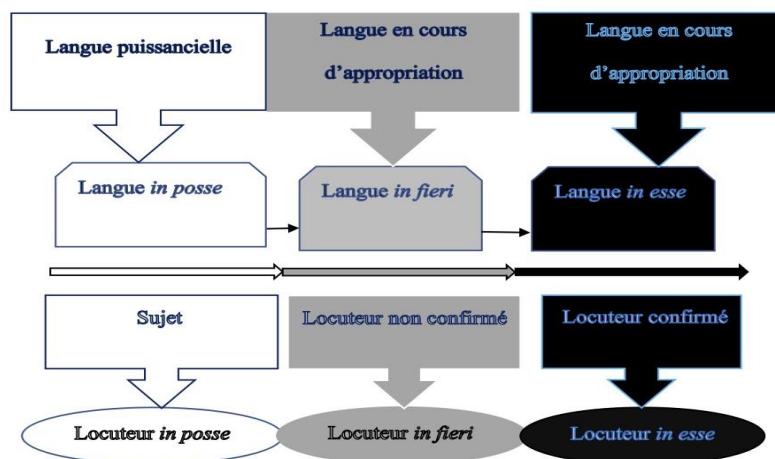 Langue puissancielle
Langue en cours
d'appropriation
Langue en cours
d'appropriation
Langue in posse
Langue in fieri
Langue in esse
Sujet
Locuteur non confirmé
Locuteur confirmé
Locuteur in posse
Locuteur in fieri
Locuteur in esse